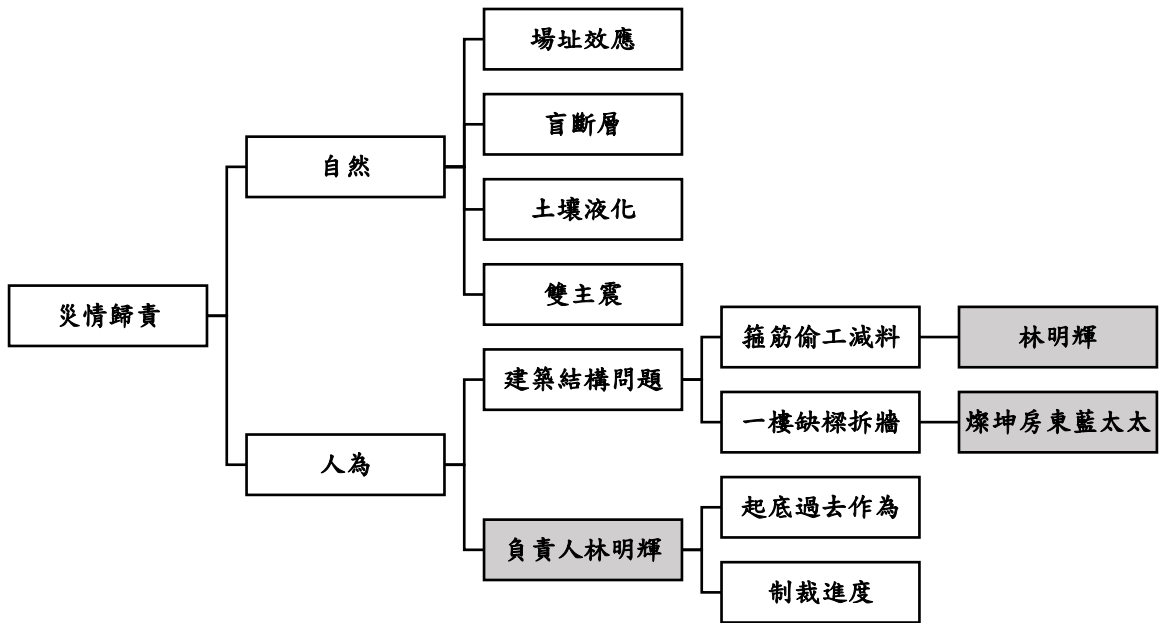 場址效應
盲斷層
自然
土壤液化
雙主震
災情歸責
箍筋偷工減料
林明輝
建築結構問題
一樓缺樑拆牆
燦坤房東藍太太
人為
起底過去作為
負責人林明輝
制裁進度